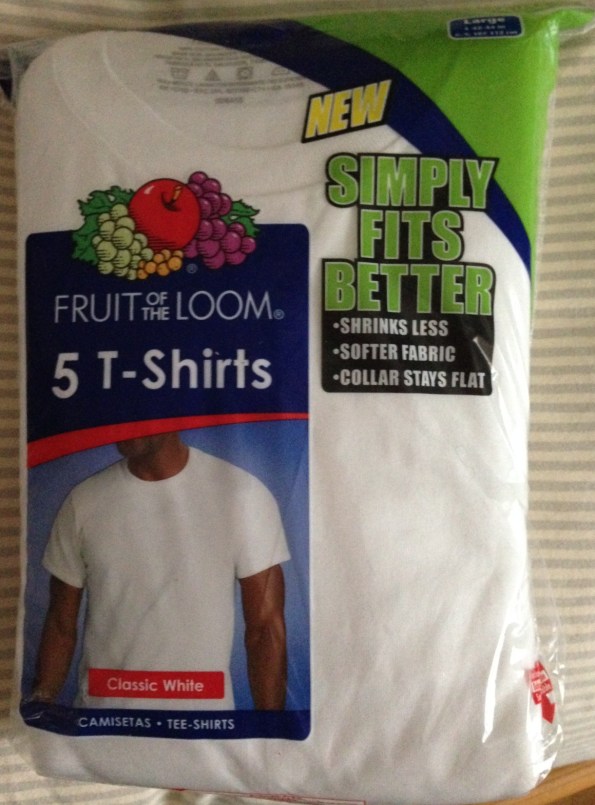 Large
NEW
SIMPLY
FITS
BETTER
•SHRINKS LESS
•SOFTER FABRIC
•COLLAR STAYS FLAT
FRUIT OF THE LOOM®
5 T-Shirts
Classic White
CAMISETAS • TEE-SHIRTS